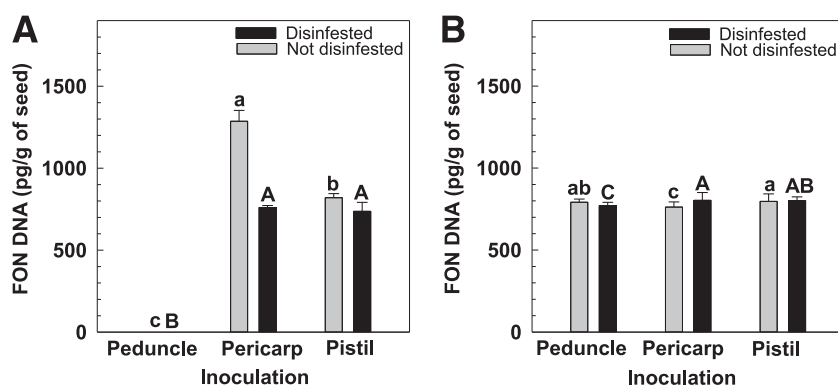 A
Disinfested
Not disinfested
FON DNA (pg/g of seed)
1500
1000
500
0
a
A
b
A
c B
Peduncle Pericarp Pistil
Inoculation
B
Disinfested
Not disinfested
FON DNA (pg/g of seed)
1500
1000
500
0
ab C c A a AB
Peduncle Pericarp Pistil
Inoculation